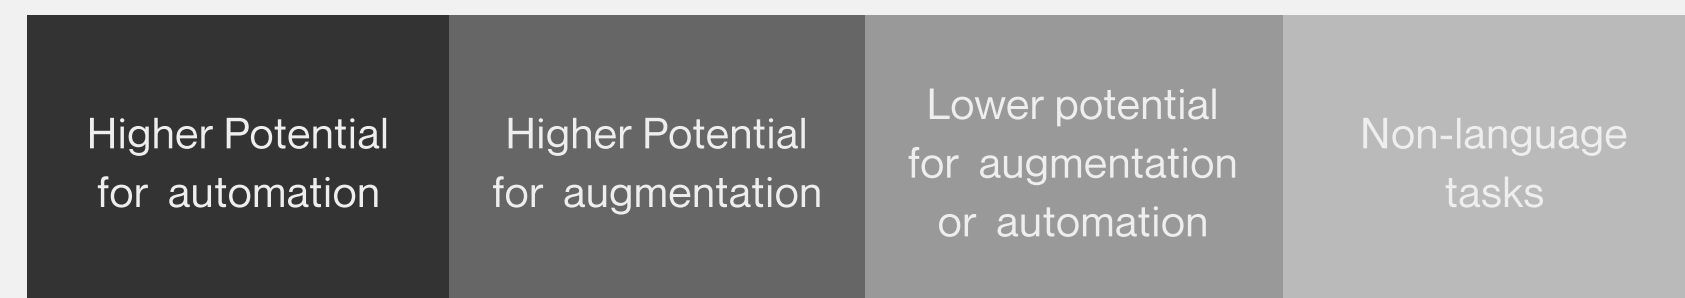 Higher Potential
for automation
Higher Potential
for augmentation
Lower potential
for augmentation
or automation
Non-language
tasks